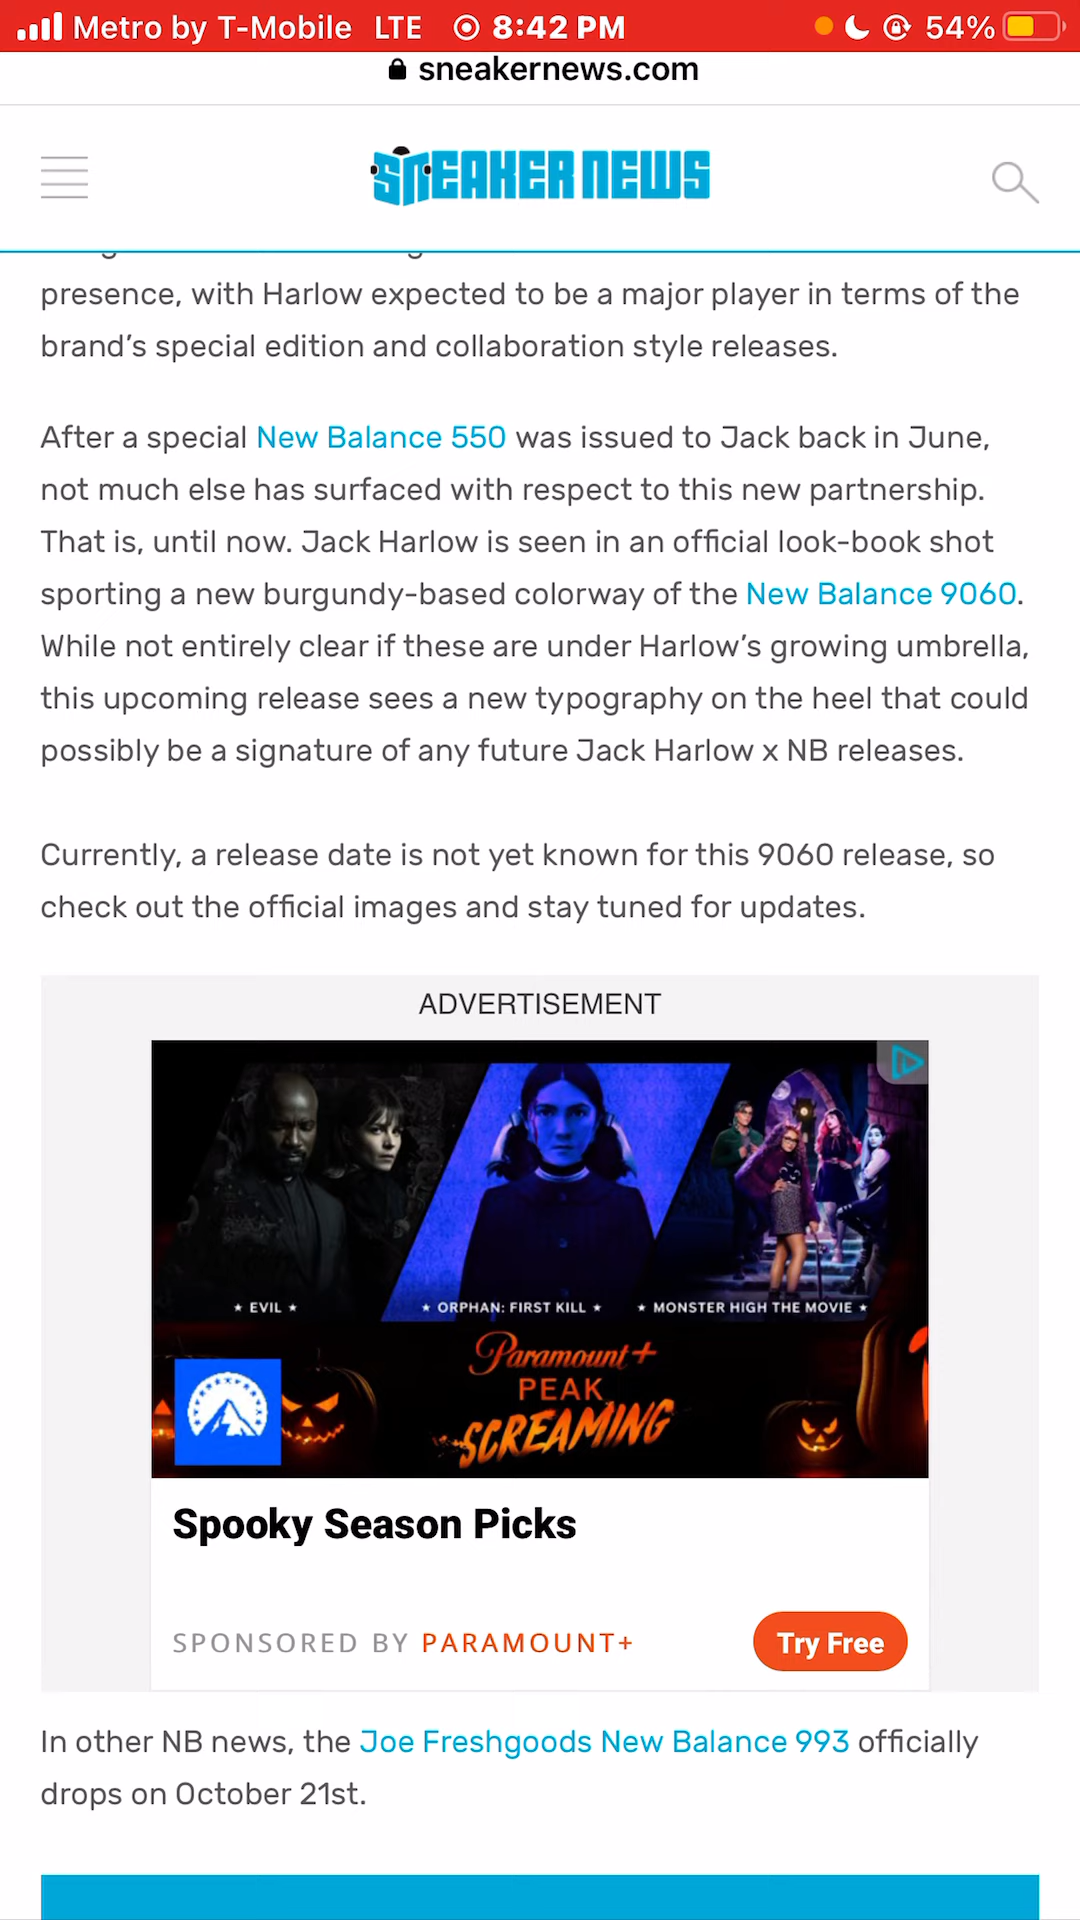 Metro by T-Mobile LTE 8:42 PM 54%
sneakernews.com
SNEAKER NEWS
presence, with Harlow expected to be a major player in terms of the
brand’s special edition and collaboration style releases.
After a special New Balance 550 was issued to Jack back in June,
not much else has surfaced with respect to this new partnership.
That is, until now. Jack Harlow is seen in an official look-book shot
sporting a new burgundy-based colorway of the New Balance 9060.
While not entirely clear if these are under Harlow’s growing umbrella,
this upcoming release sees a new typography on the heel that could
possibly be a signature of any future Jack Harlow x NB releases.
Currently, a release date is not yet known for this 9060 release, so
check out the official images and stay tuned for updates.
ADVERTISEMENT
★ EVIL ★ ★ ORPHAN: FIRST KILL ★ ★ MONSTER HIGH THE MOVIE ★
Paramount+
PEAK
SCREAMING
Spooky Season Picks
SPONSORED BY PARAMOUNT+ Try Free
In other NB news, the Joe Freshgoods New Balance 993 officially
drops on October 21st.